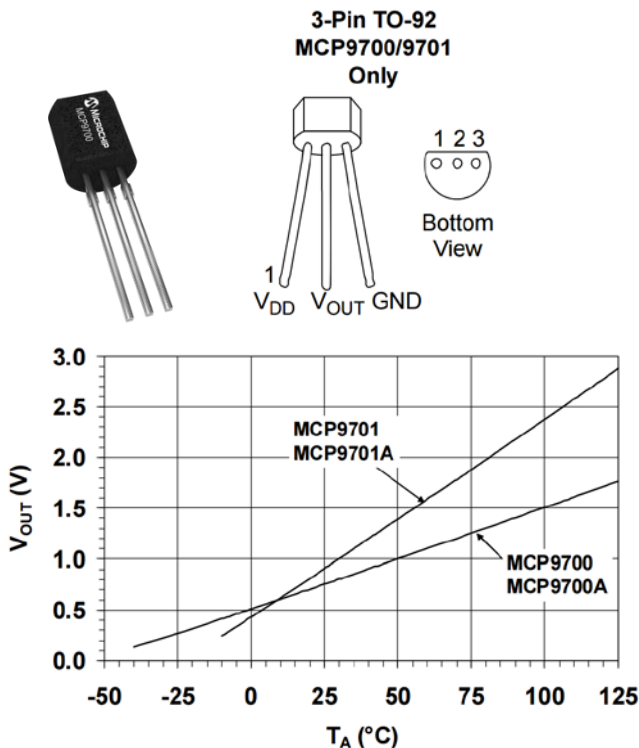 3-Pin TO-92
MCP9700/9701
Only
MICROCHIP
MCP9700
1 2 3
Bottom
View
1
VDD VOUT GND
3.0
2.5
2.0
1.5
1.0
0.5
0.0
VOUT (V)
MCP9701
MCP9701A
MCP9700
MCP9700A
-50 -25 0 25 50 75 100 125
TA (°C)